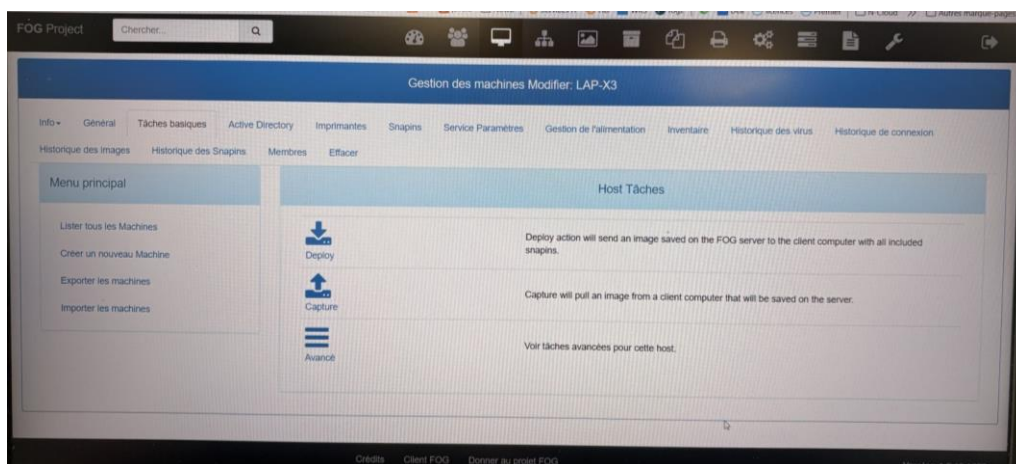 FOG Project
Chercher...
Gestion des machines Modifier: LAP-X3
Info Général Tâches basiques Active Directory Imprimantes Snapins Service Paramètres Gestion de l'alimentation Inventaire Historique des virus Historique de connexion
Historique des Images Historique des Snapins Membres Effacer
Menu principal
Lister tous les Machines
Créer un nouveau Machine
Exporter les machines
Importer les machines
Host Tâches
Deploy
Deploy action will send an image saved on the FOG server to the client computer with all included
snapins.
Capture
Capture will pull an image from a client computer that will be saved on the server.
Avancé
Voir tâches avancées pour cette host.
Crédits Client FOG Donner au projet FOG